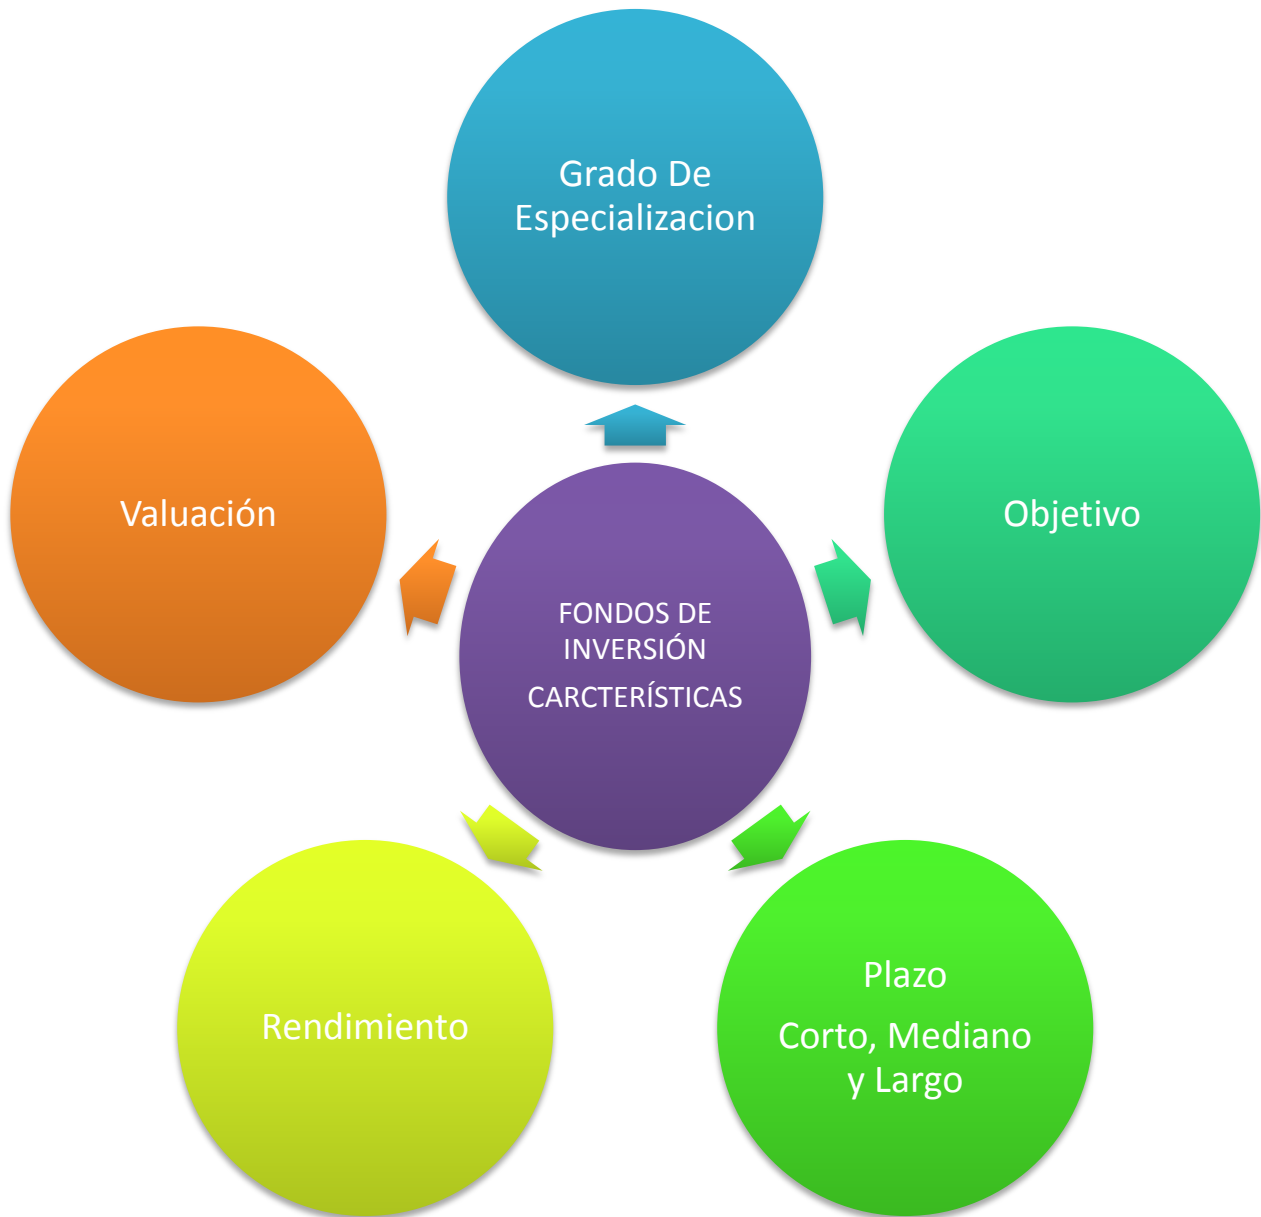 Grado De
Especializacion
Valuación
Objetivo
FONDOS DE
INVERSIÓN
CARCTERÍSTICAS
Rendimiento
Plazo
Corto, Mediano
y Largo